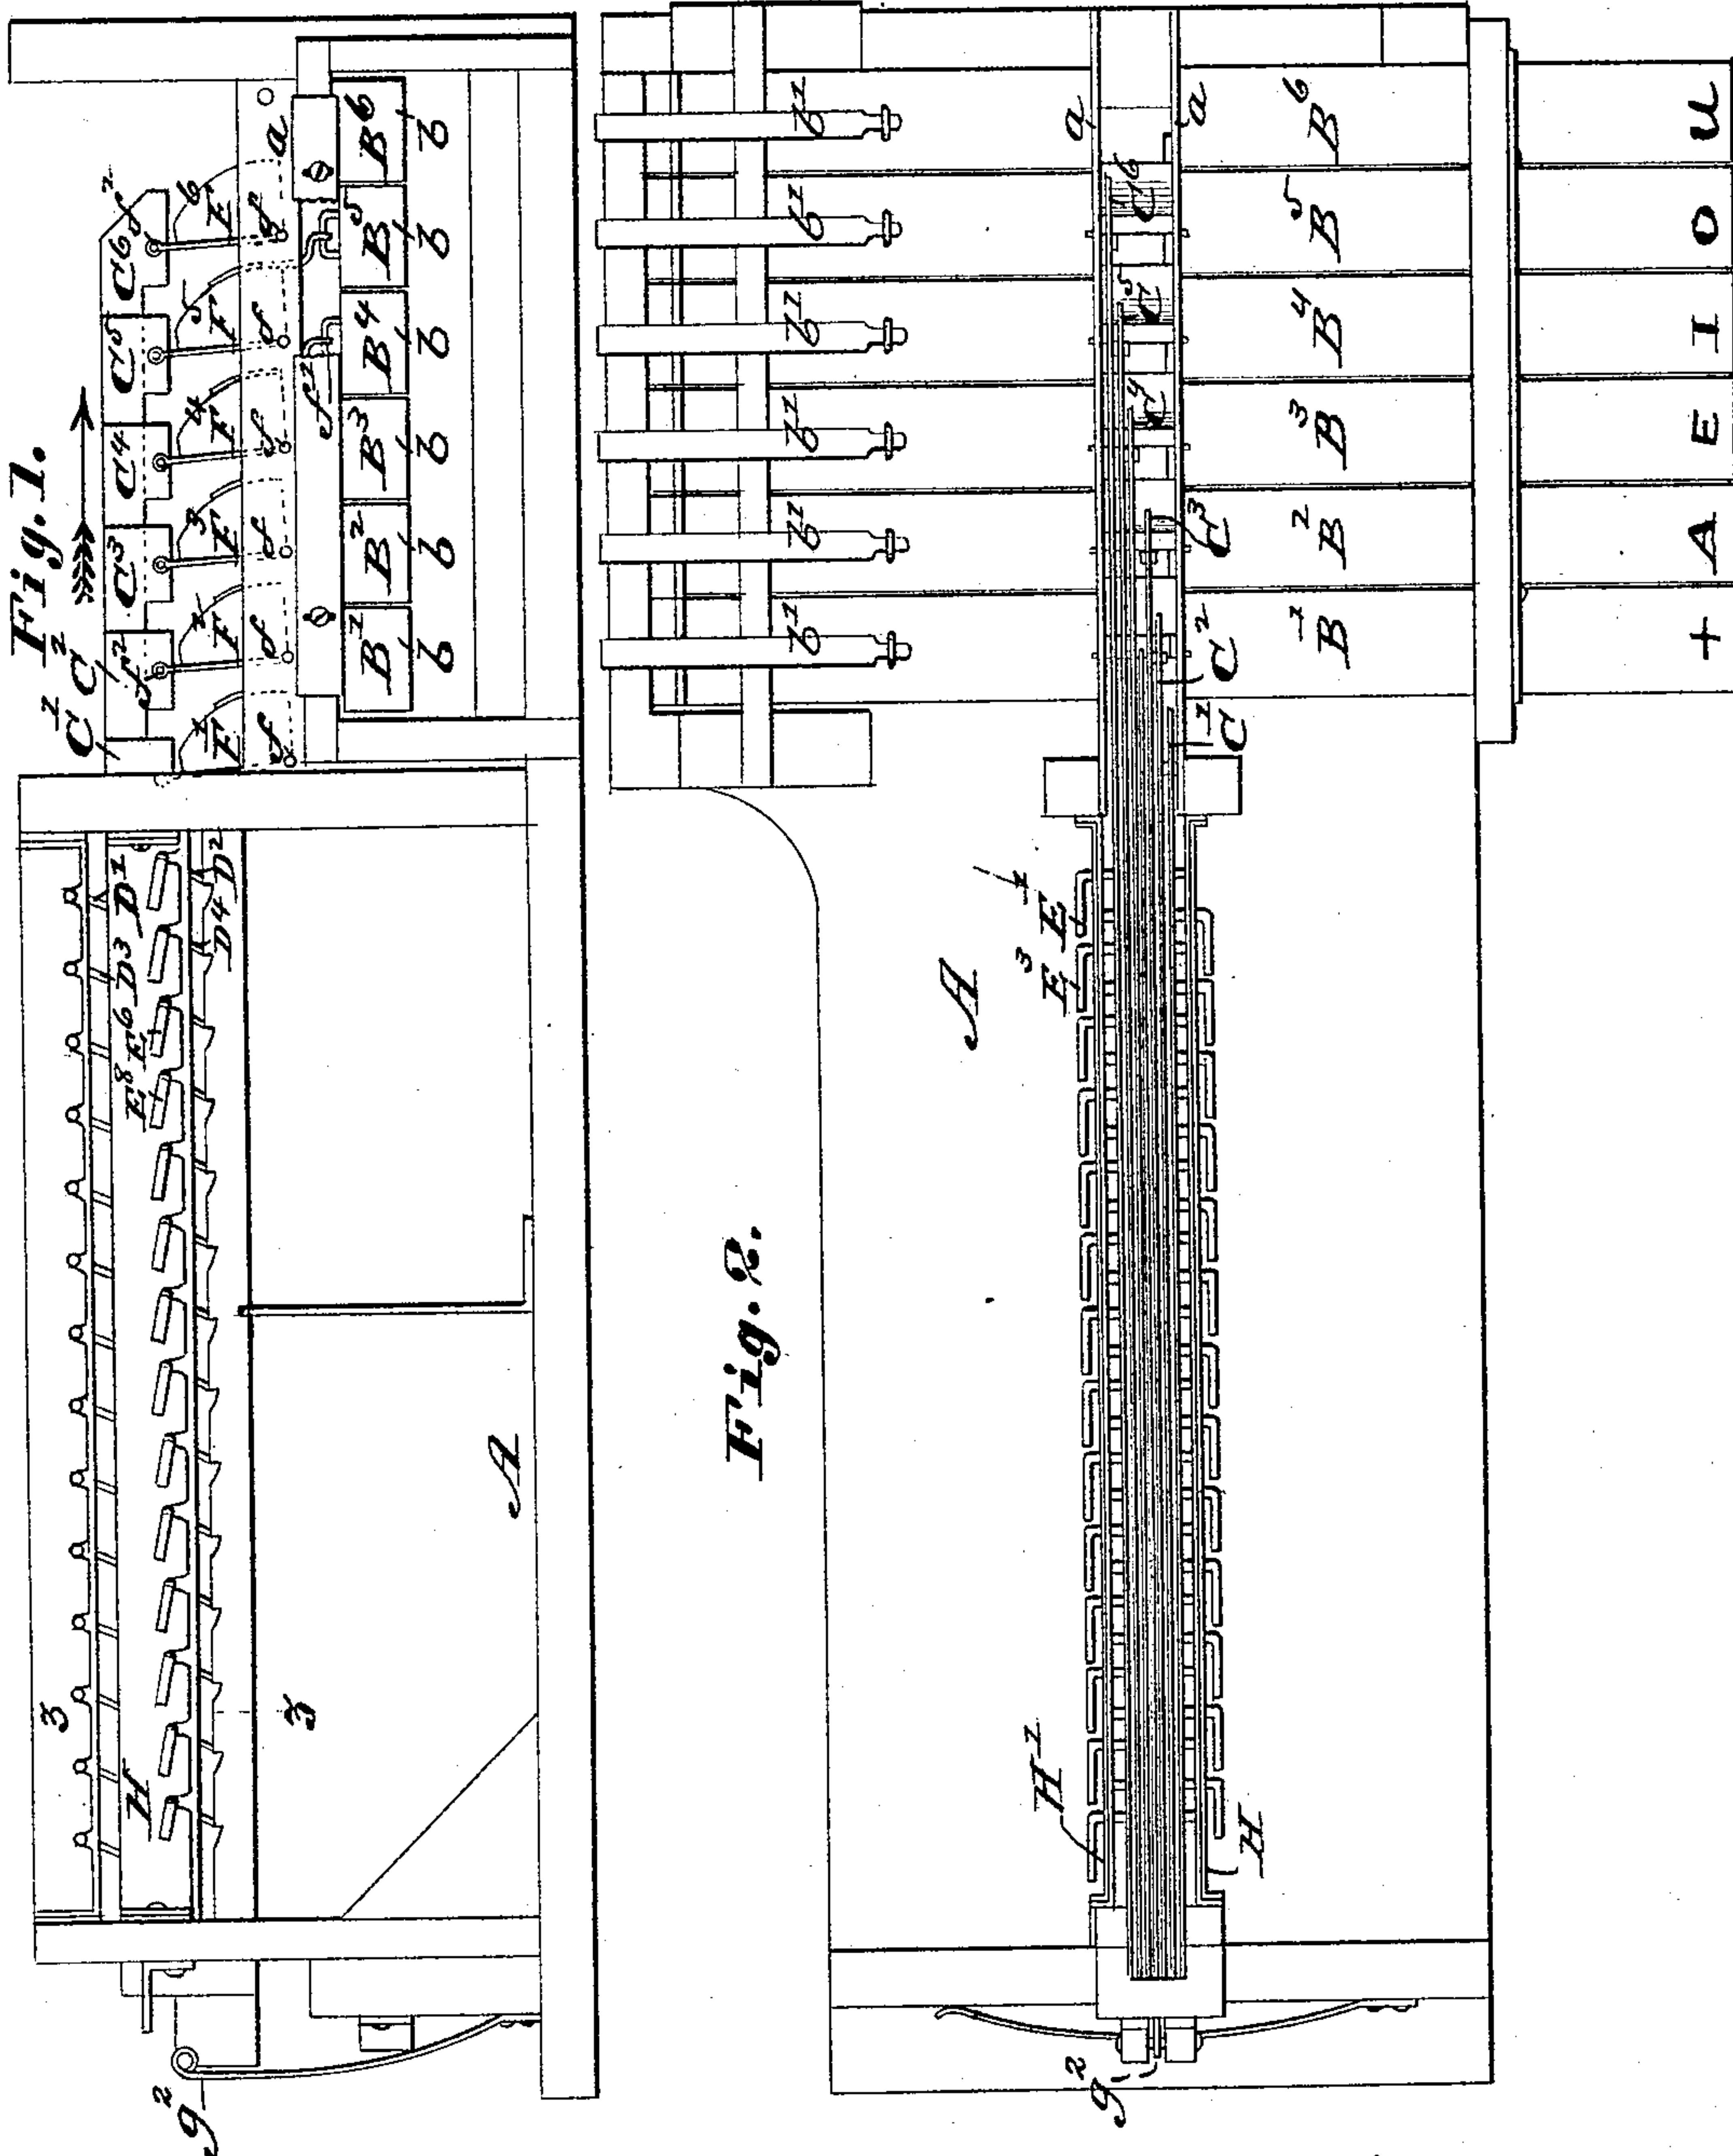 Fig. 1.
C¹ C²
f² C³ C⁴ C⁵ C⁶ f²
F¹ F² F³ F⁴ F⁵ F⁶
f f f f f f
a
f¹
B¹ B² B³ B⁴ B⁵ B⁶
b b b b b b
3 H E⁸ E⁶ D³ D¹
D⁴ D²
3
A
g²
Fig. 2.
b¹ b¹ b¹ b¹ b¹ b¹
A
H¹ E³ E¹
a
C¹ C² C³ C⁴ C⁵ C⁶
a
H
g²
B¹ B² B³ B⁴ B⁵ B⁶
+ A E I O U